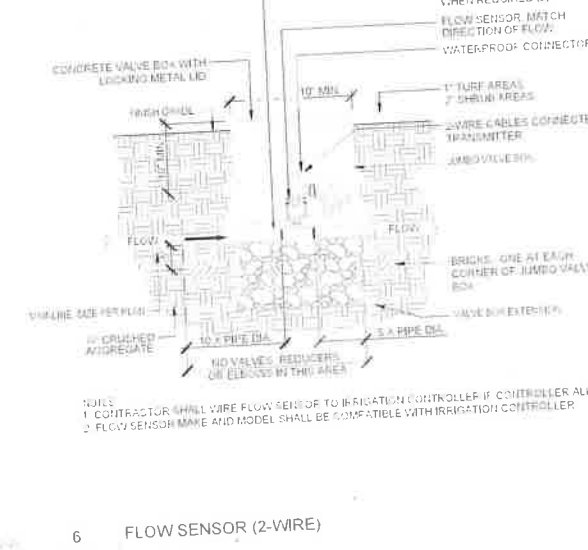 WHEN REQUIRED
FLOW SENSOR, MATCH
DIRECTION OF FLOW
WATERPROOF CONNECTOR
CONCRETE VALVE BOX WITH
LOCKING METAL LID
10" MIN.
1" TURF AREAS
2" SHRUB AREAS
FINISH GRADE
2-WIRE CABLES CONNECTE
TRANSMITTER
JUMBO VALVE BOX
FLOW
FLOW
BRICKS, ONE AT EACH
CORNER OF JUMBO VALV
BOX
MAINLINE, SIZE PER PLAN
VALVE BOX EXTENSION
CRUSHED
AGGREGATE
10 x PIPE DIA.
5 x PIPE DIA.
NO VALVES, REDUCERS
OR ELBOWS IN THIS AREA
NOTES
1. CONTRACTOR SHALL WIRE FLOW SENSOR TO IRRIGATION CONTROLLER IF CONTROLLER ALL
2. FLOW SENSOR MAKE AND MODEL SHALL BE COMPATIBLE WITH IRRIGATION CONTROLLER.
6 FLOW SENSOR (2-WIRE)